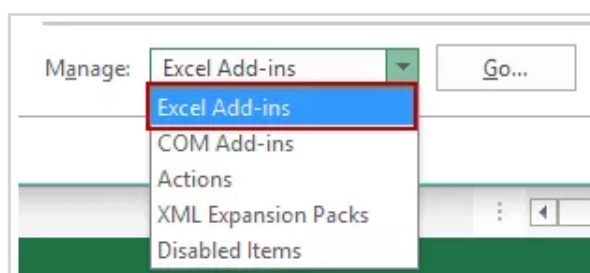 Manage: Excel Add-ins Go...
Excel Add-ins
COM Add-ins
Actions
XML Expansion Packs
Disabled Items